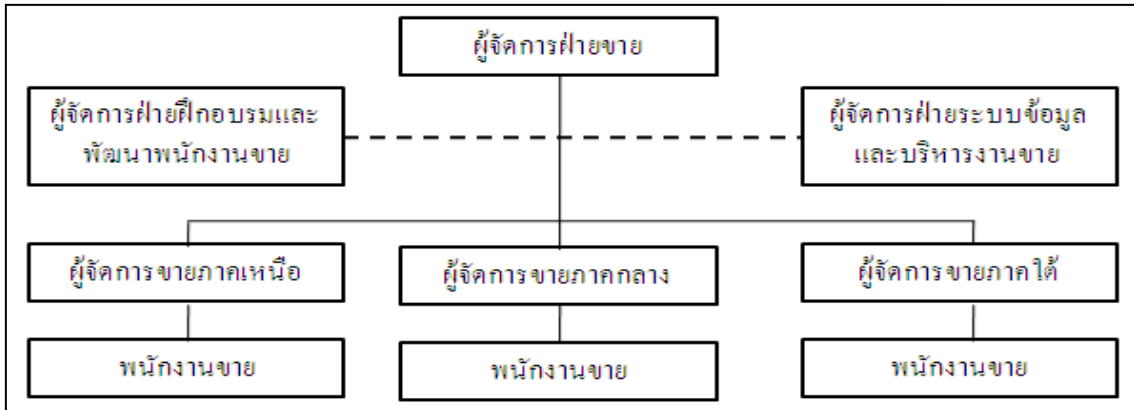 ผู้จัดการฝ่ายขาย
ผู้จัดการฝ่ายฝึกอบรมและ
พัฒนาพนักงานขาย
ผู้จัดการฝ่ายระบบข้อมูล
และบริหารงานขาย
ผู้จัดการขายภาคเหนือ
ผู้จัดการขายภาคกลาง
ผู้จัดการขายภาคใต้
พนักงานขาย
พนักงานขาย
พนักงานขาย